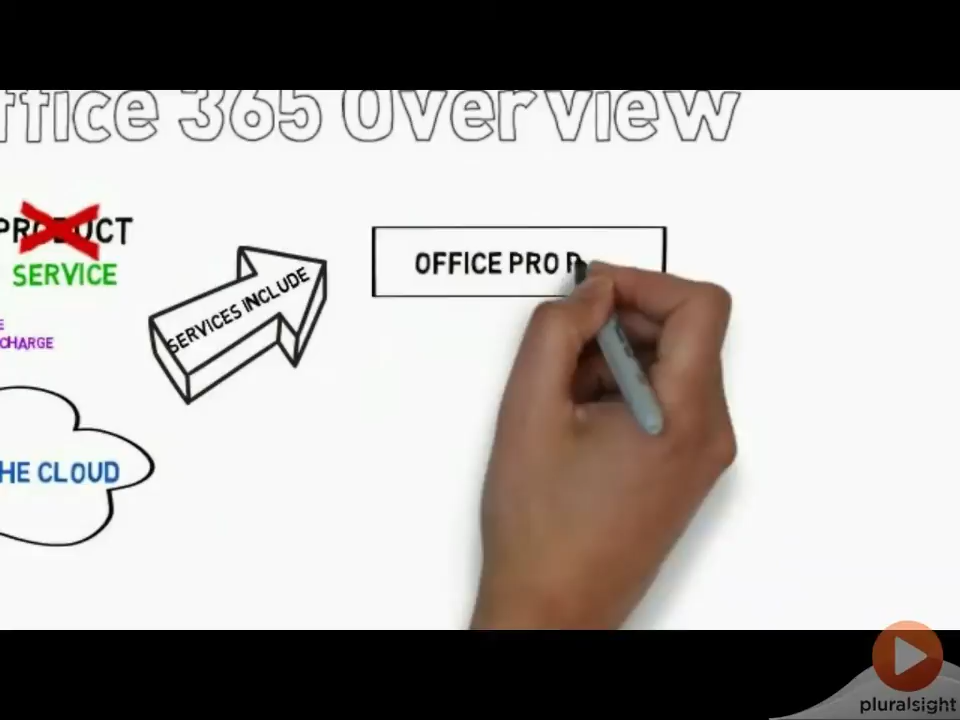 ffice 365 Overview
PRODUCT
SERVICE
E
CHARGE
SERVICES INCLUDE
OFFICE PRO P
HE CLOUD
pluralsight